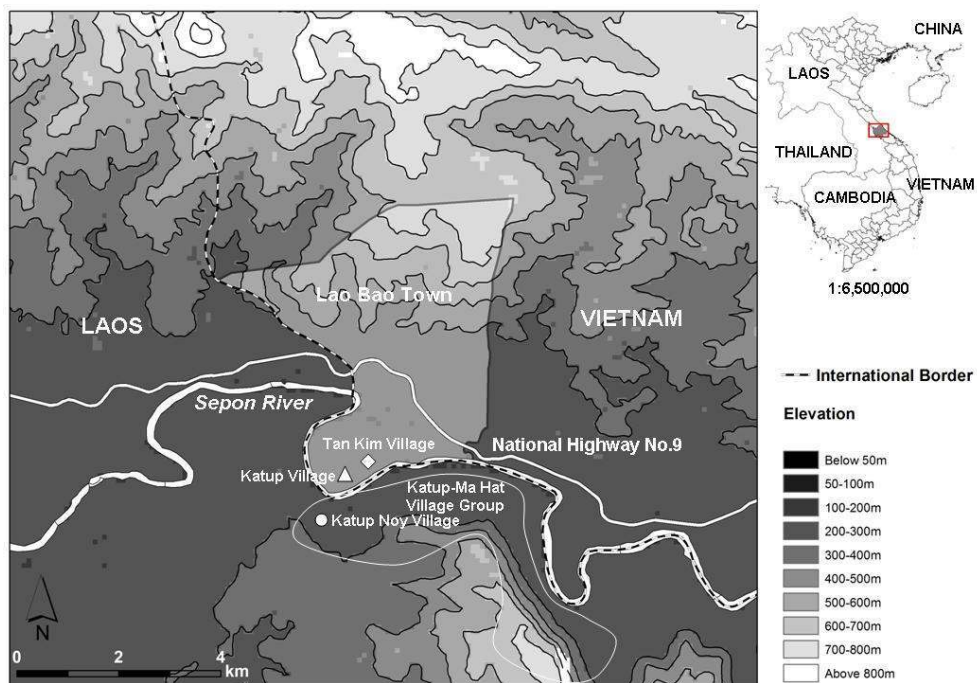 Lao Bao Town
LAOS
VIETNAM
Sepon River
Tan Kim Village
National Highway No.9
Katup Village
Katup-Ma Hat
Village Group
Katup Noy Village
N
0 2 4
km
CHINA
LAOS
THAILAND
VIETNAM
CAMBODIA
1:6,500,000
International Border
Elevation
Below 50m
50-100m
100-200m
200-300m
300-400m
400-500m
500-600m
600-700m
700-800m
Above 800m